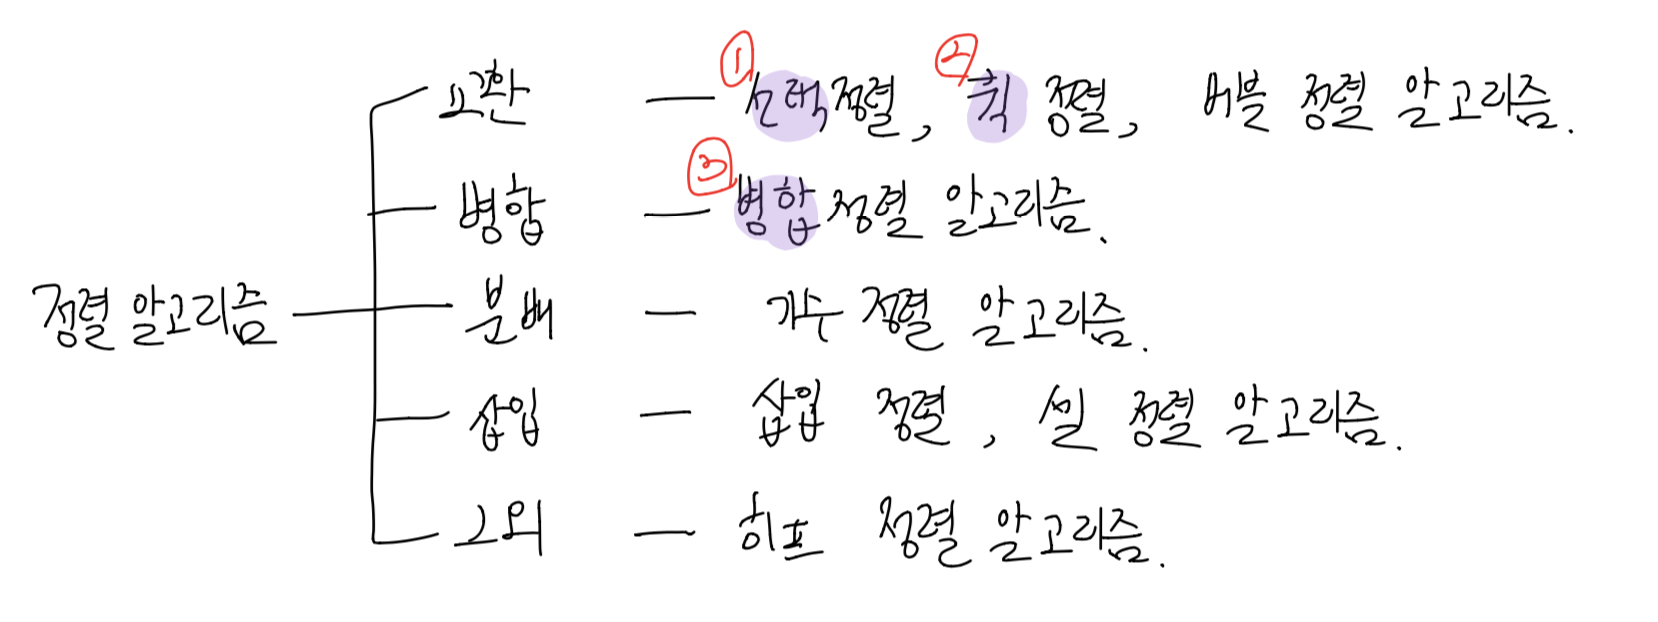 교환 — ① 선택정렬, ② 퀵 정렬, 버블 정렬 알고리즘.
병합 — ③ 병합정렬 알고리즘.
정렬 알고리즘
분배 — 기수 정렬 알고리즘.
삽입 — 삽입 정렬, 쉘 정렬 알고리즘.
그외 — 히프 정렬 알고리즘.